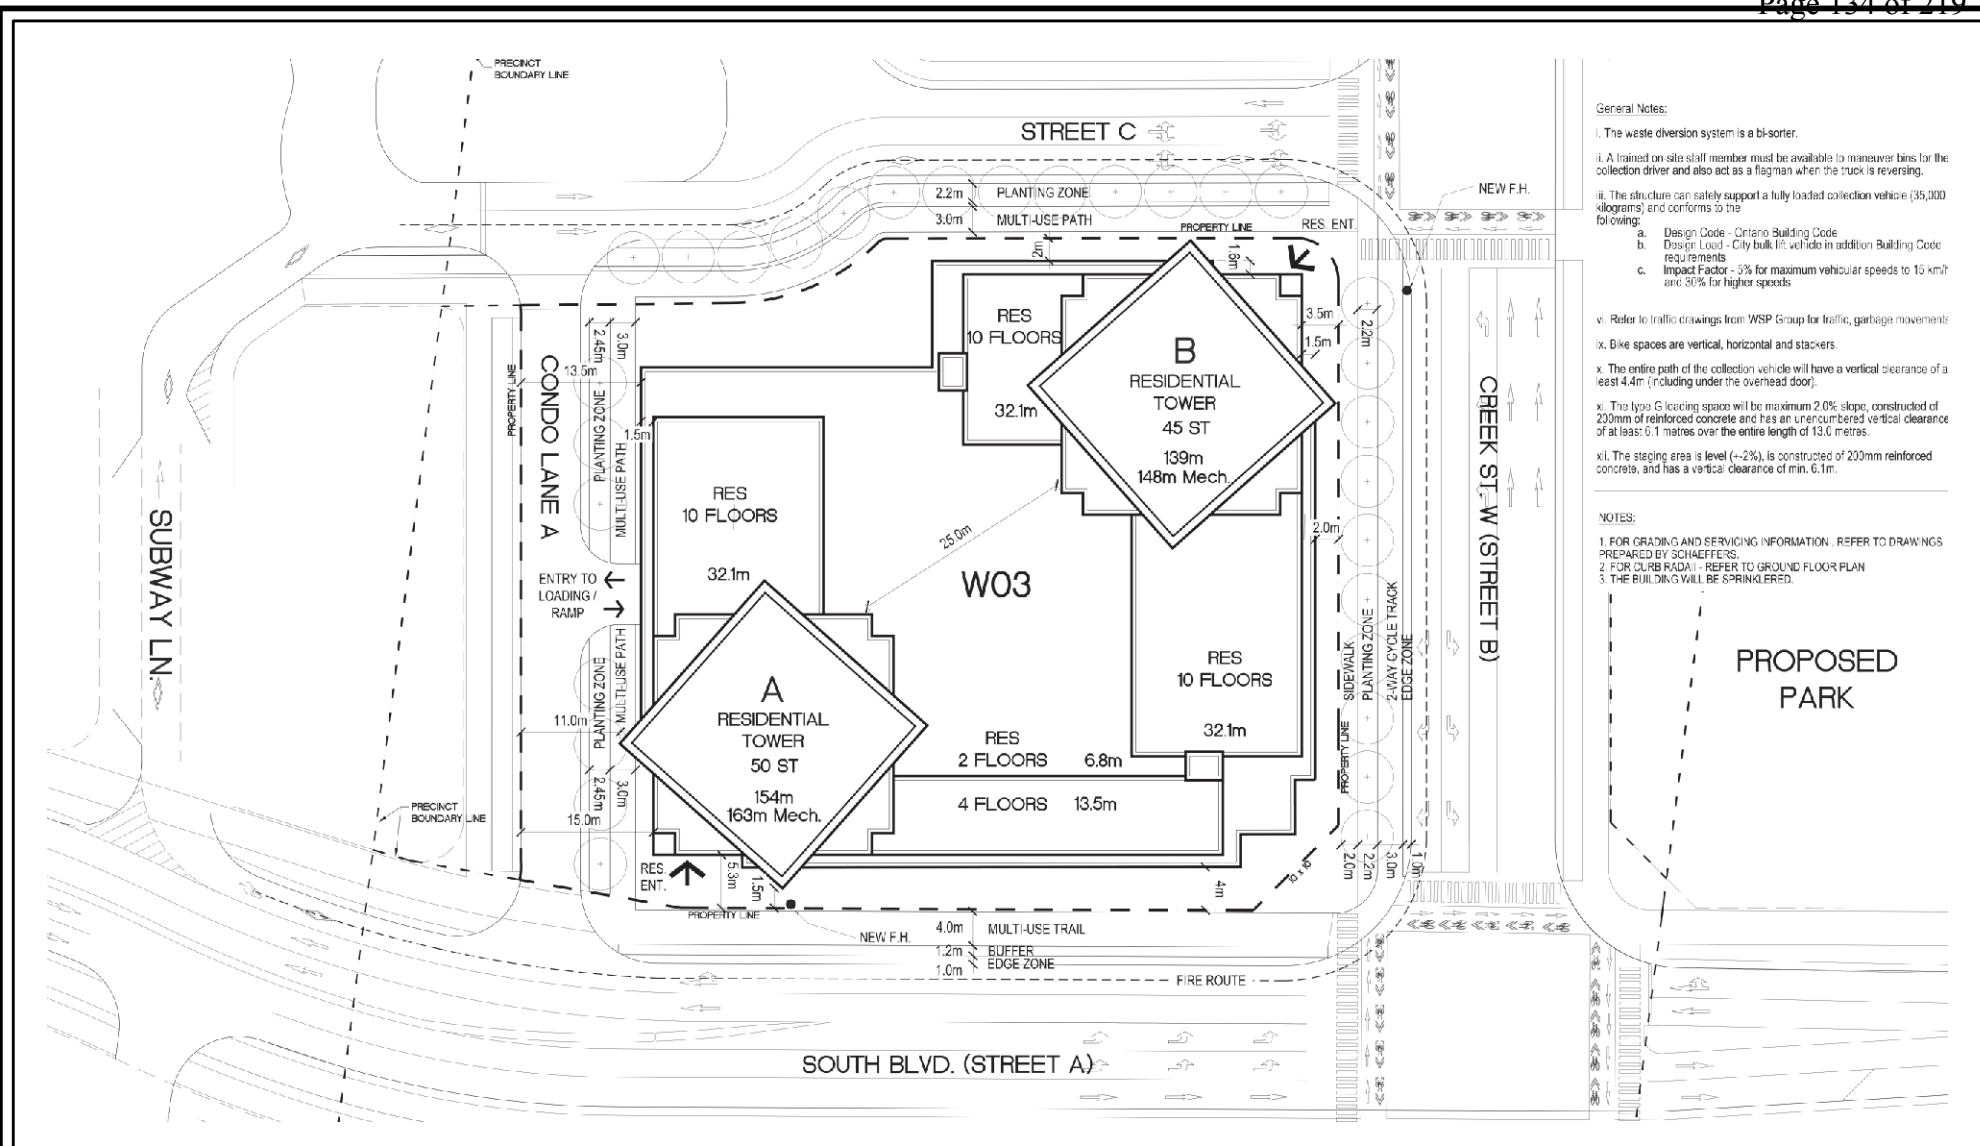 Page 134 of 219
PRECINCT
BOUNDARY LINE
STREET C
2.2m
PLANTING ZONE
3.0m
MULTI-USE PATH
PROPERTY LINE
RES. ENT.
NEW F.H.
2m
1.6m
3.5m
1.5m
2.2m
RES
10 FLOORS
32.1m
B
RESIDENTIAL
TOWER
45 ST
139m
148m Mech.
2.45m
3.0m
13.5m
PROPERTY LINE
CONDO LANE A
PLANTING ZONE
MULTI-USE PATH
1.5m
RES
10 FLOORS
32.1m
25.0m
W03
2.0m
SUBWAY LN.
ENTRY TO
LOADING /
RAMP
CREEK ST. W (STREET B)
SIDEWALK
PLANTING ZONE
2-WAY CYCLE TRACK
EDGE ZONE
RES
10 FLOORS
32.1m
PROPERTY LINE
A
RESIDENTIAL
TOWER
50 ST
154m
163m Mech.
PLANTINGZONE
MULTI-USE PATH
11.0m
2.45m
3.0m
15.0m
RES
2 FLOORS 6.8m
4 FLOORS 13.5m
PRECINCT
BOUNDARY LINE
RES.
ENT.
5.3m
1.5m
4m
10 x 10
2.0m
2.2m
3.0m
1.0m
PROPERTY LINE
NEW F.H.
4.0m
MULTI-USE TRAIL
1.2m
BUFFER
1.0m
EDGE ZONE
FIRE ROUTE
SOUTH BLVD. (STREET A)
General Notes:
i. The waste diversion system is a bi-sorter.
ii. A trained on-site staff member must be available to maneuver bins for the
collection driver and also act as a flagman when the truck is reversing.
iii. The structure can safely support a fully loaded collection vehicle (35,000
kilograms) and conforms to the
following:
a. Design Code - Ontario Building Code
b. Design Load - City bulk lift vehicle in addition Building Code
requirements
c. Impact Factor - 5% for maximum vehicular speeds to 15 km/h
and 30% for higher speeds
vi. Refer to traffic drawings from WSP Group for traffic, garbage movements
ix. Bike spaces are vertical, horizontal and stackers.
x. The entire path of the collection vehicle will have a vertical clearance of a
least 4.4m (including under the overhead door).
xi. The type G loading space will be maximum 2.0% slope, constructed of
200mm of reinforced concrete and has an unencumbered vertical clearance
of at least 6.1 metres over the entire length of 13.0 metres.
xii. The staging area is level (+-2%), is constructed of 200mm reinforced
concrete, and has a vertical clearance of min. 6.1m.
NOTES:
1. FOR GRADING AND SERVICING INFORMATION , REFER TO DRAWINGS
PREPARED BY SCHAEFFERS.
2. FOR CURB RADAII - REFER TO GROUND FLOOR PLAN
3. THE BUILDING WILL BE SPRINKLERED.
PROPOSED
PARK